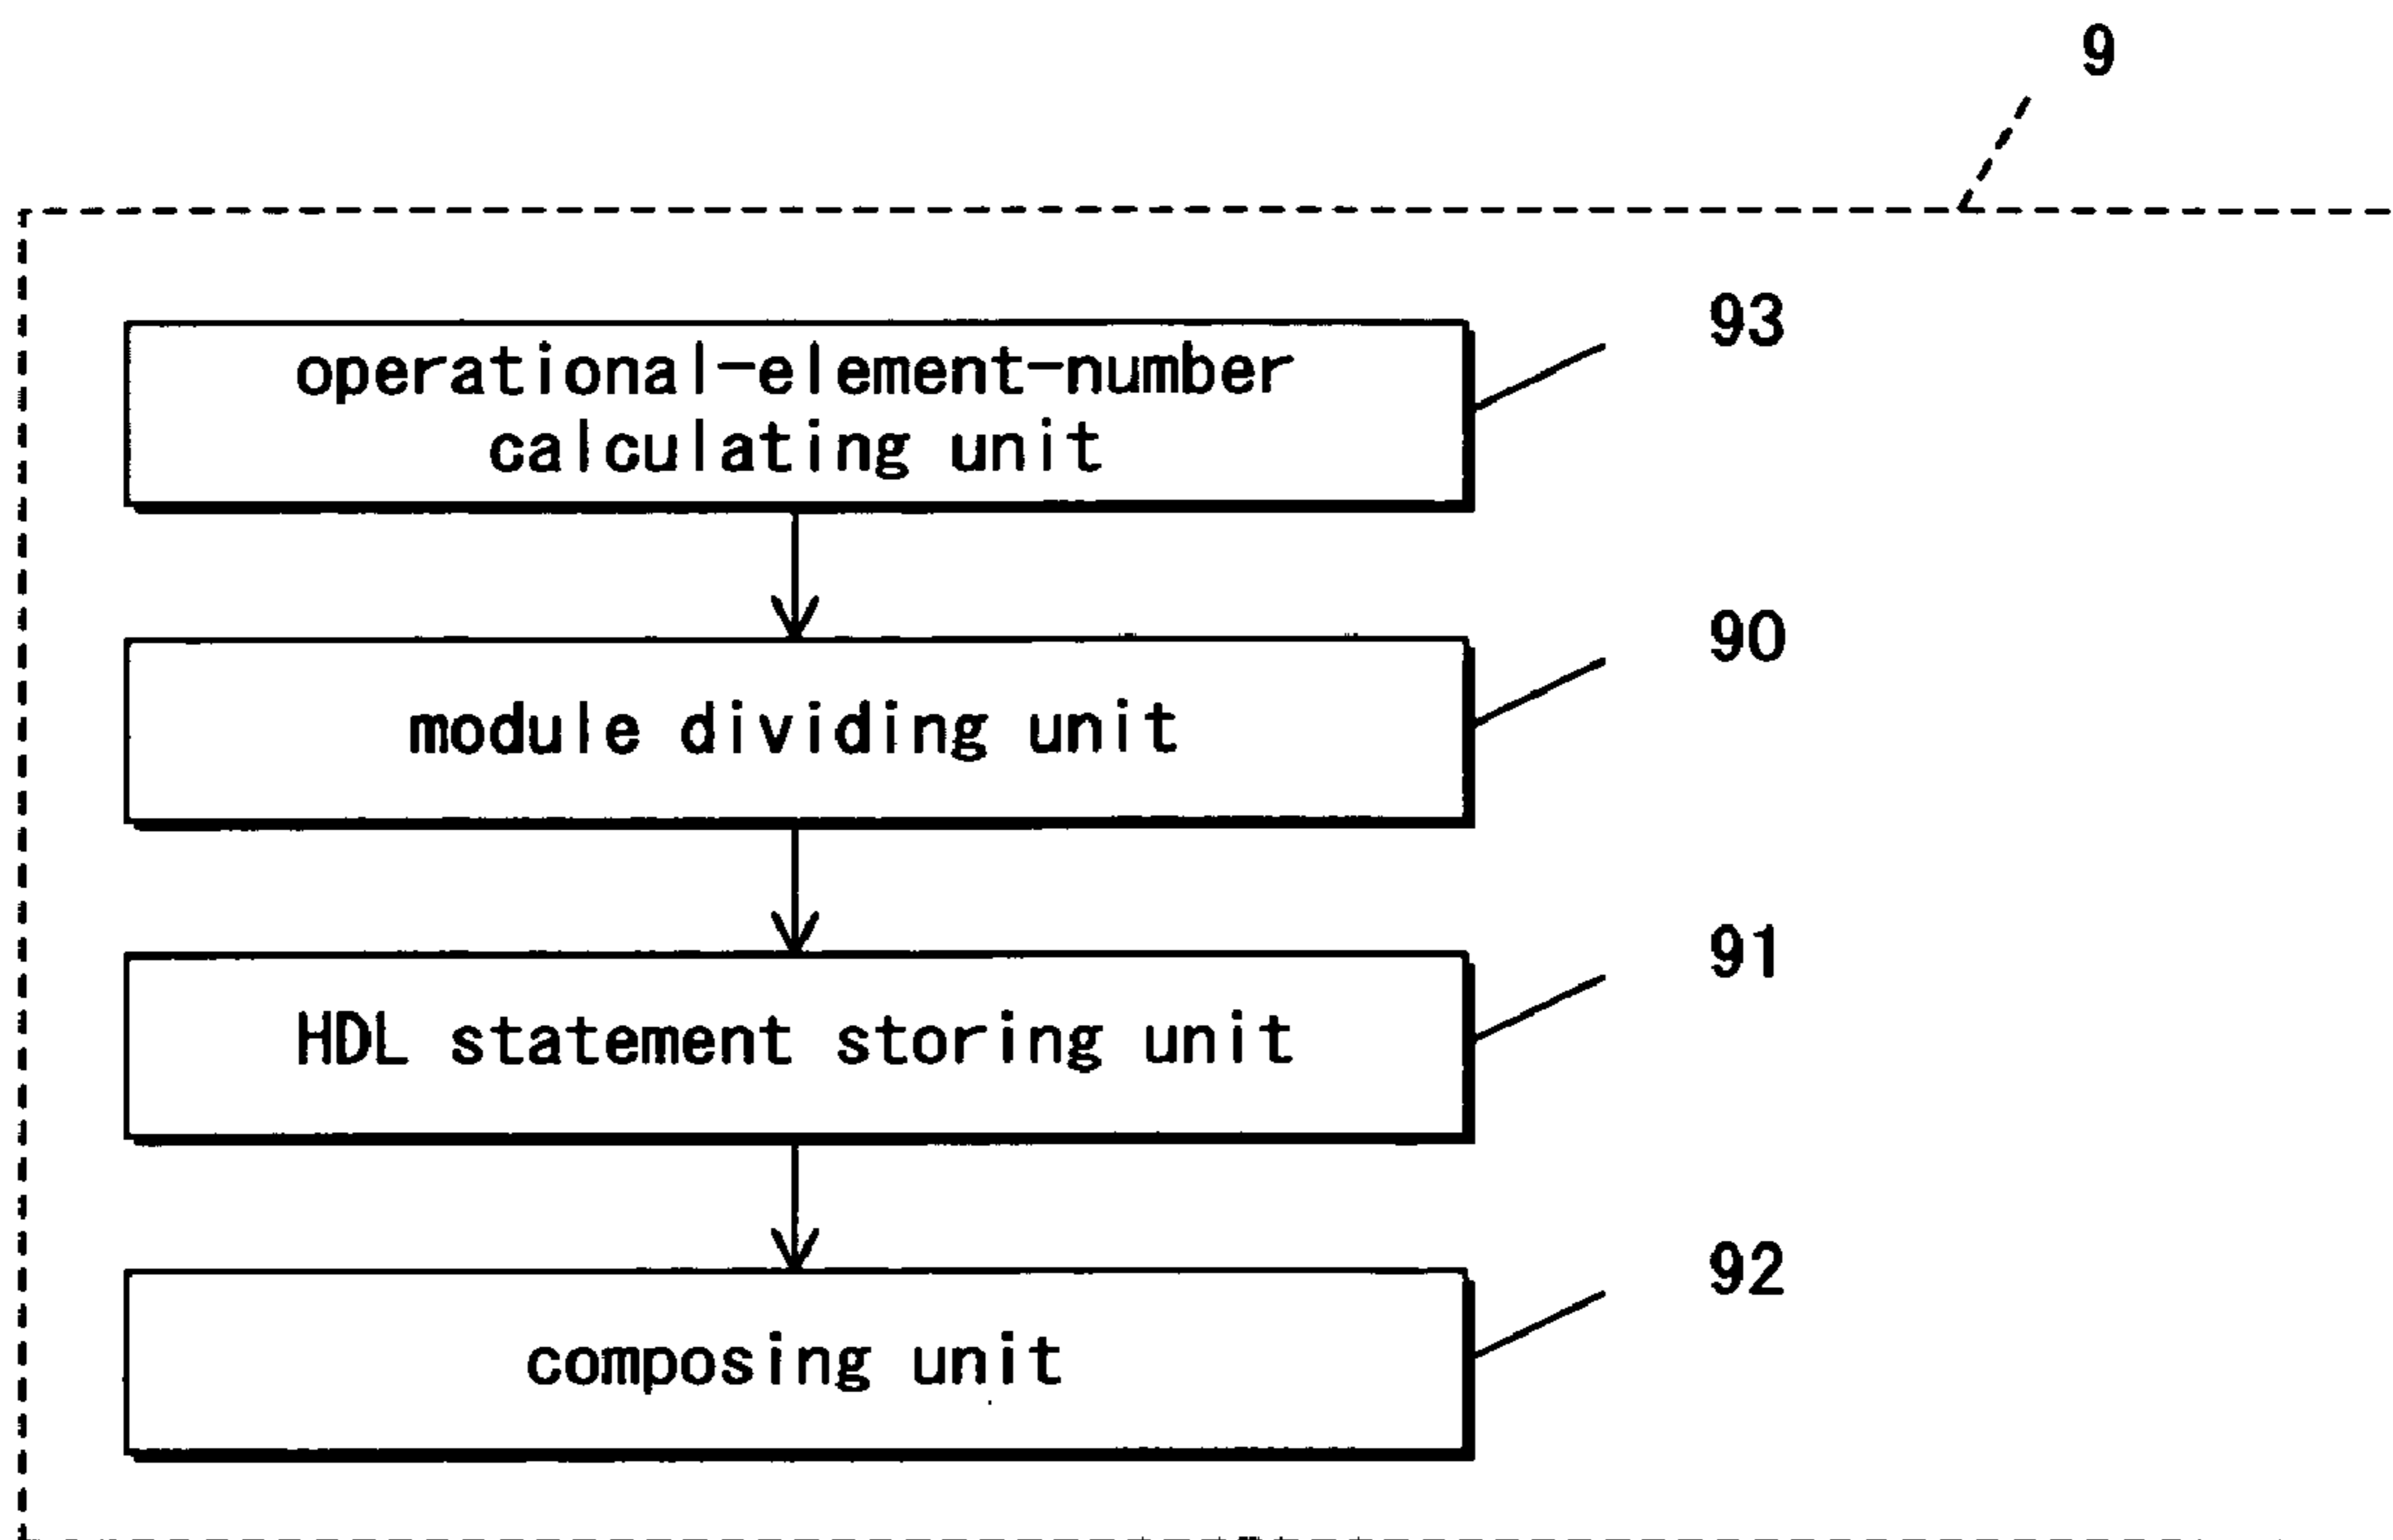 9
93
operational-element-number
calculating unit
90
module dividing unit
91
HDL statement storing unit
92
composing unit